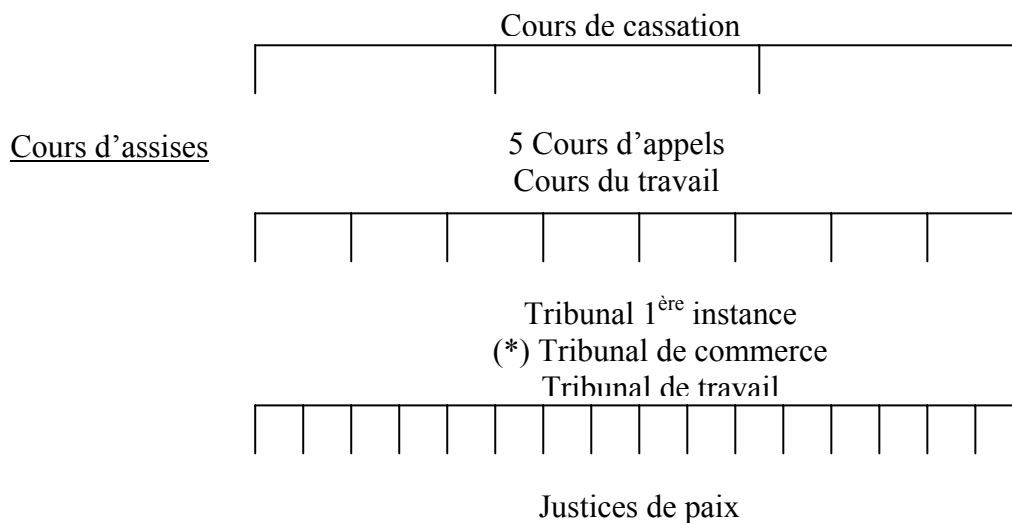 Cours de cassation
Cours d’assises
5 Cours d’appels
Cours du travail
Tribunal 1ère instance
(*) Tribunal de commerce
Tribunal de travail
Justices de paix